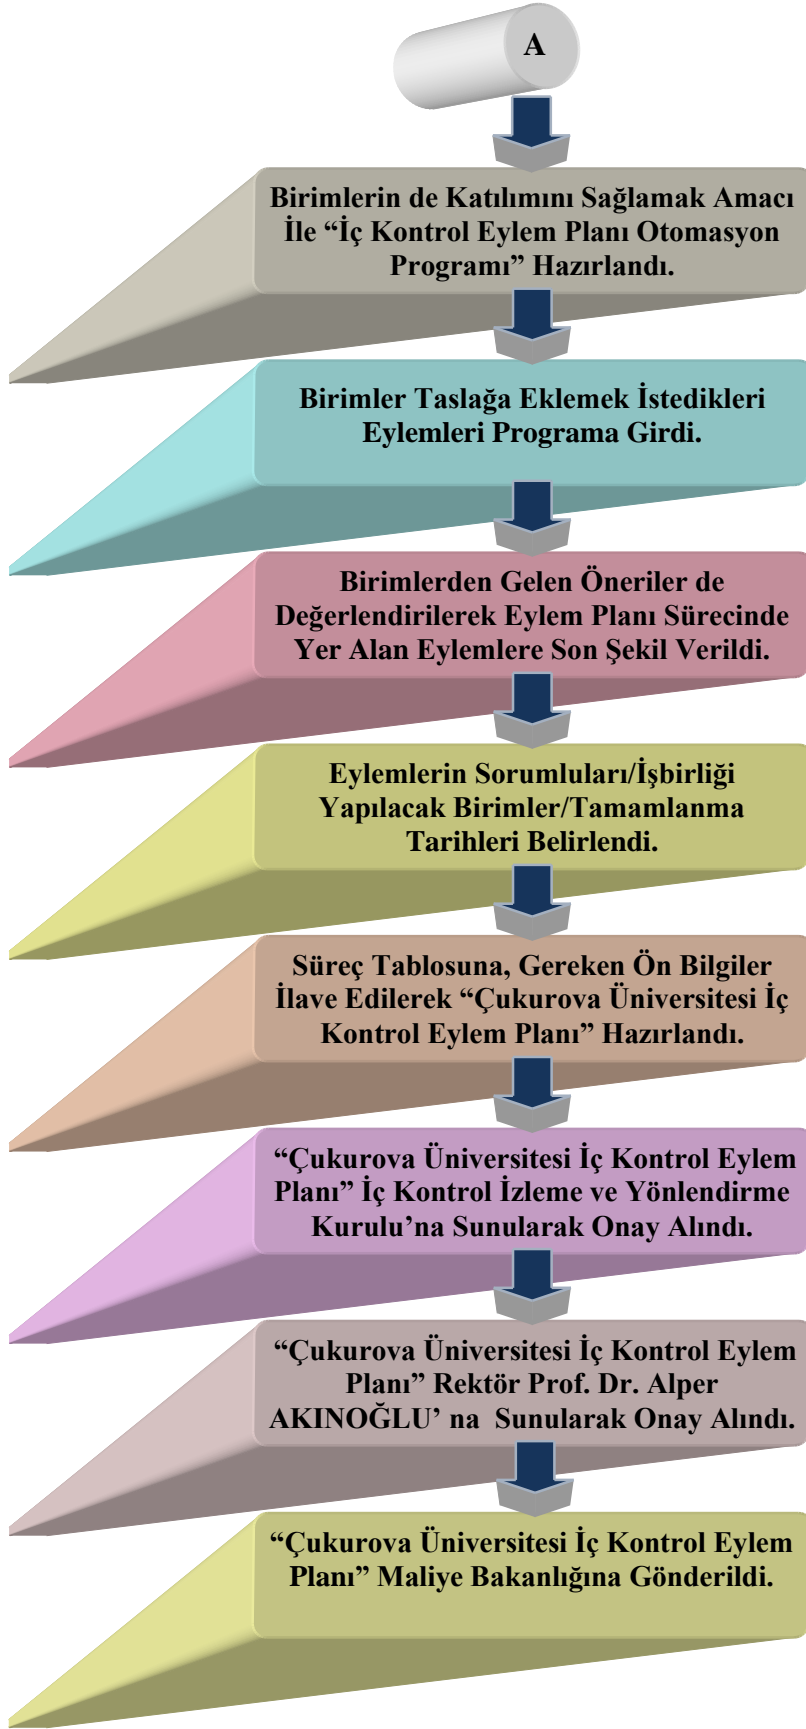 A
Birimlerin de Katılımını Sağlamak Amacı
İle “İç Kontrol Eylem Planı Otomasyon
Programı” Hazırlandı.
Birimler Taslağa Eklemek İstedikleri
Eylemleri Programa Girdi.
Birimlerden Gelen Öneriler de
Değerlendirilerek Eylem Planı Sürecinde
Yer Alan Eylemlere Son Şekil Verildi.
Eylemlerin Sorumluları/İşbirliği
Yapılacak Birimler/Tamamlanma
Tarihleri Belirlendi.
Süreç Tablosuna, Gereken Ön Bilgiler
İlave Edilerek “Çukurova Üniversitesi İç
Kontrol Eylem Planı” Hazırlandı.
“Çukurova Üniversitesi İç Kontrol Eylem
Planı” İç Kontrol İzleme ve Yönlendirme
Kurulu’na Sunularak Onay Alındı.
“Çukurova Üniversitesi İç Kontrol Eylem
Planı” Rektör Prof. Dr. Alper
AKINOĞLU’ na Sunularak Onay Alındı.
“Çukurova Üniversitesi İç Kontrol Eylem
Planı” Maliye Bakanlığına Gönderildi.